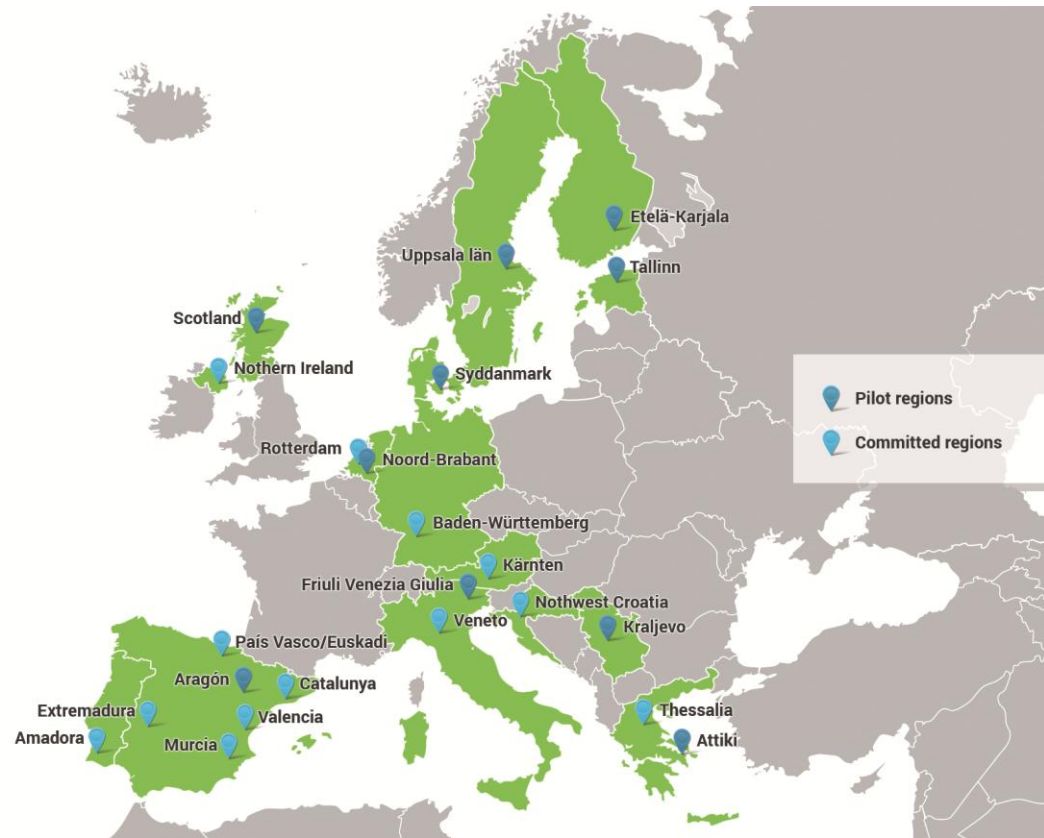 Etelä-Karjala
Uppsala län
Tallinn
Scotland
Nothern Ireland
Syddanmark
Pilot regions
Committed regions
Rotterdam
Noord-Brabant
Baden-Württemberg
Kärnten
Friuli Venezia Giulia
Nothwest Croatia
Veneto
Kraljevo
País Vasco/Euskadi
Aragón
Catalunya
Extremadura
Valencia
Thessalia
Amadora
Murcia
Attiki